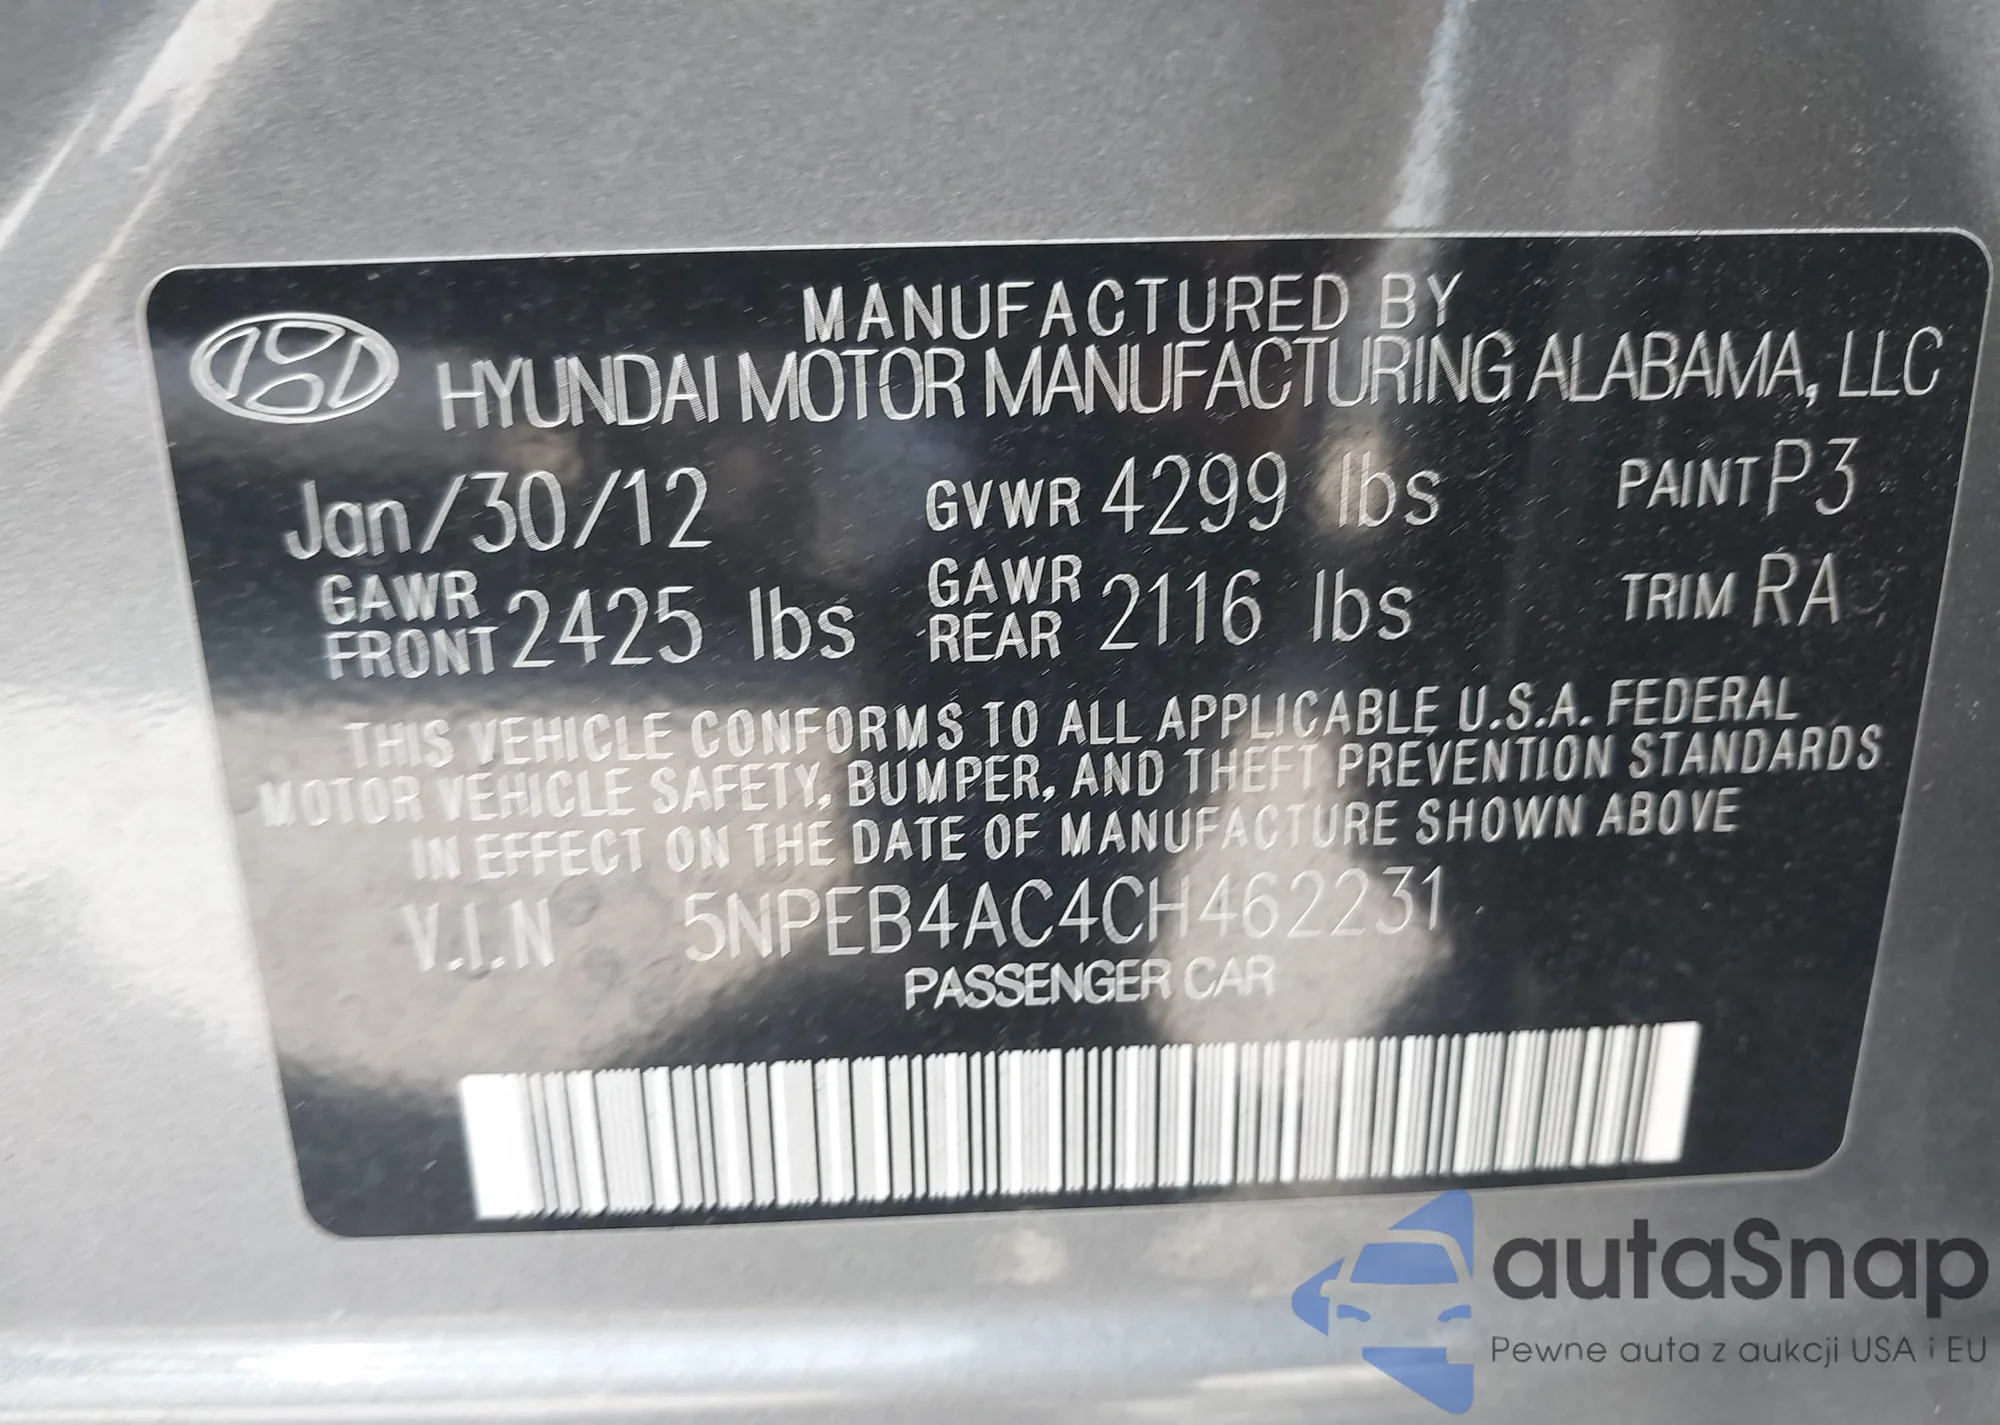 MANUFACTURED BY
HYUNDAI MOTOR MANUFACTURING ALABAMA, LLC
Jan/30/12 GVWR 4299 lbs PAINT P3
GAWR FRONT 2425 lbs GAWR REAR 2116 lbs TRIM RA
THIS VEHICLE CONFORMS TO ALL APPLICABLE U.S.A. FEDERAL
MOTOR VEHICLE SAFETY, BUMPER, AND THEFT PREVENTION STANDARDS
IN EFFECT ON THE DATE OF MANUFACTURE SHOWN ABOVE
V.I.N 5NPEB4AC4CH462231
PASSENGER CAR
autaSnap
Pewne auta z aukcji USA i EU